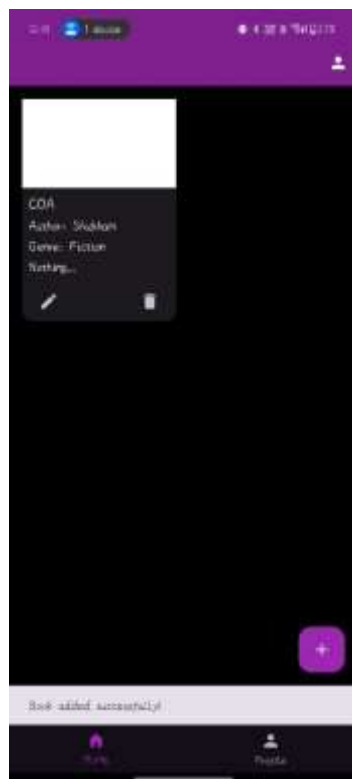 COA
Author: Shubham
Genre: Fiction
Nothing...
Book added successfully!
Home
Profile